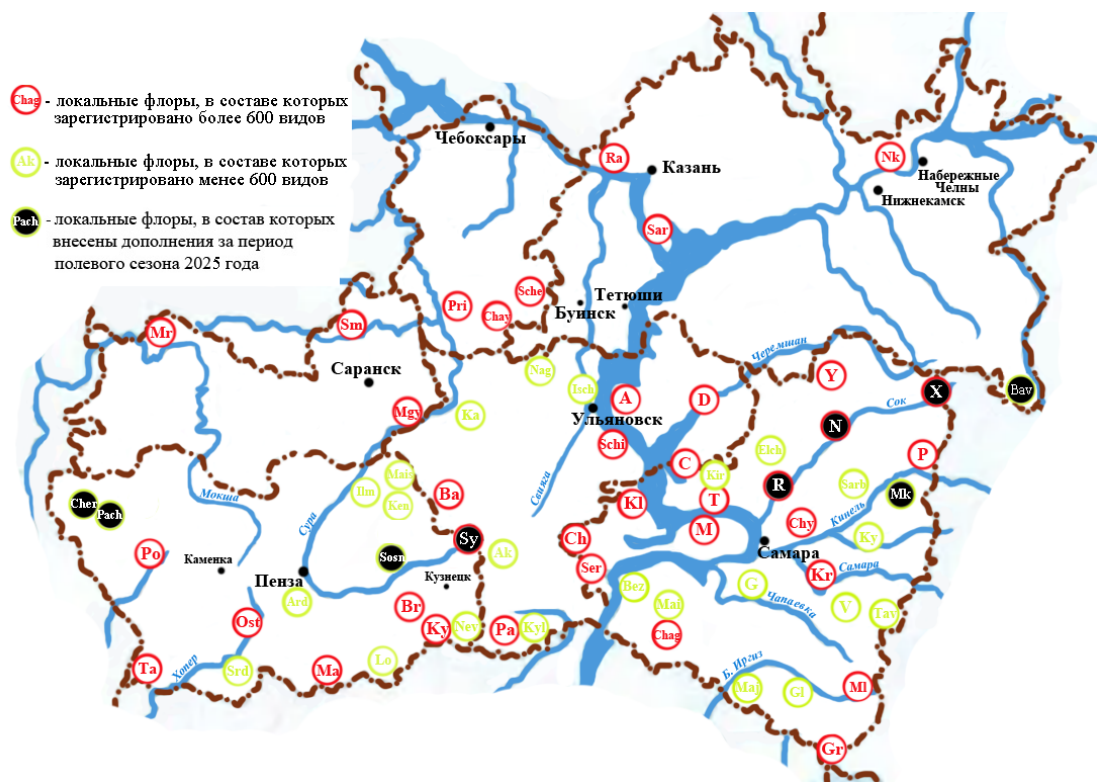 Chag - локальные флоры, в составе которых
зарегистрировано более 600 видов
Ak - локальные флоры, в составе которых
зарегистрировано менее 600 видов
Pach - локальные флоры, в состав которых
внесены дополнения за период
полевого сезона 2025 года
Чебоксары
Ra
Казань
Nk
Набережные
Челны
Нижнекамск
Sar
Sche
Pri
Chay
Тетюши
Буинск
Mr
Sm
Черемшан
Саранск
Nag
Isch
Y
X
Bav
Mgy
Ka
Ульяновск
A
D
Сок
N
Schi
Elch
P
C
Kir
Мокша
Сура
Свияга
Mais
Ilm
Ken
Ba
Kl
T
R
Sarb
Mk
Cher
Pach
M
Chy
Кинель
Sy
Ch
Самара
Ky
Po
Каменка
Пенза
Sosn
Ak
Кузнецк
Ser
Kr
Самара
Bez
G
Чапаевка
Ard
Br
Mai
V
Tav
Ost
Ky
Nev
Pa
Kyl
Chag
Ta
Хопер
Srd
Ma
Lo
Б. Иргиз
Maj
Gl
Ml
Gr